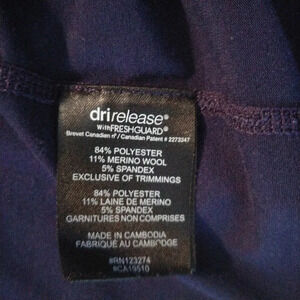 drirelease®
WITH FRESHGUARD®
Brevet Canadien nº / Canadian Patent # 2273347
84% POLYESTER
11% MERINO WOOL
5% SPANDEX
EXCLUSIVE OF TRIMMINGS
84% POLYESTER
11% LAINE DE MERINO
5% SPANDEX
GARNITURES NON COMPRISES
MADE IN CAMBODIA
FABRIQUÉ AU CAMBODGE
#RN123274
#CA19510